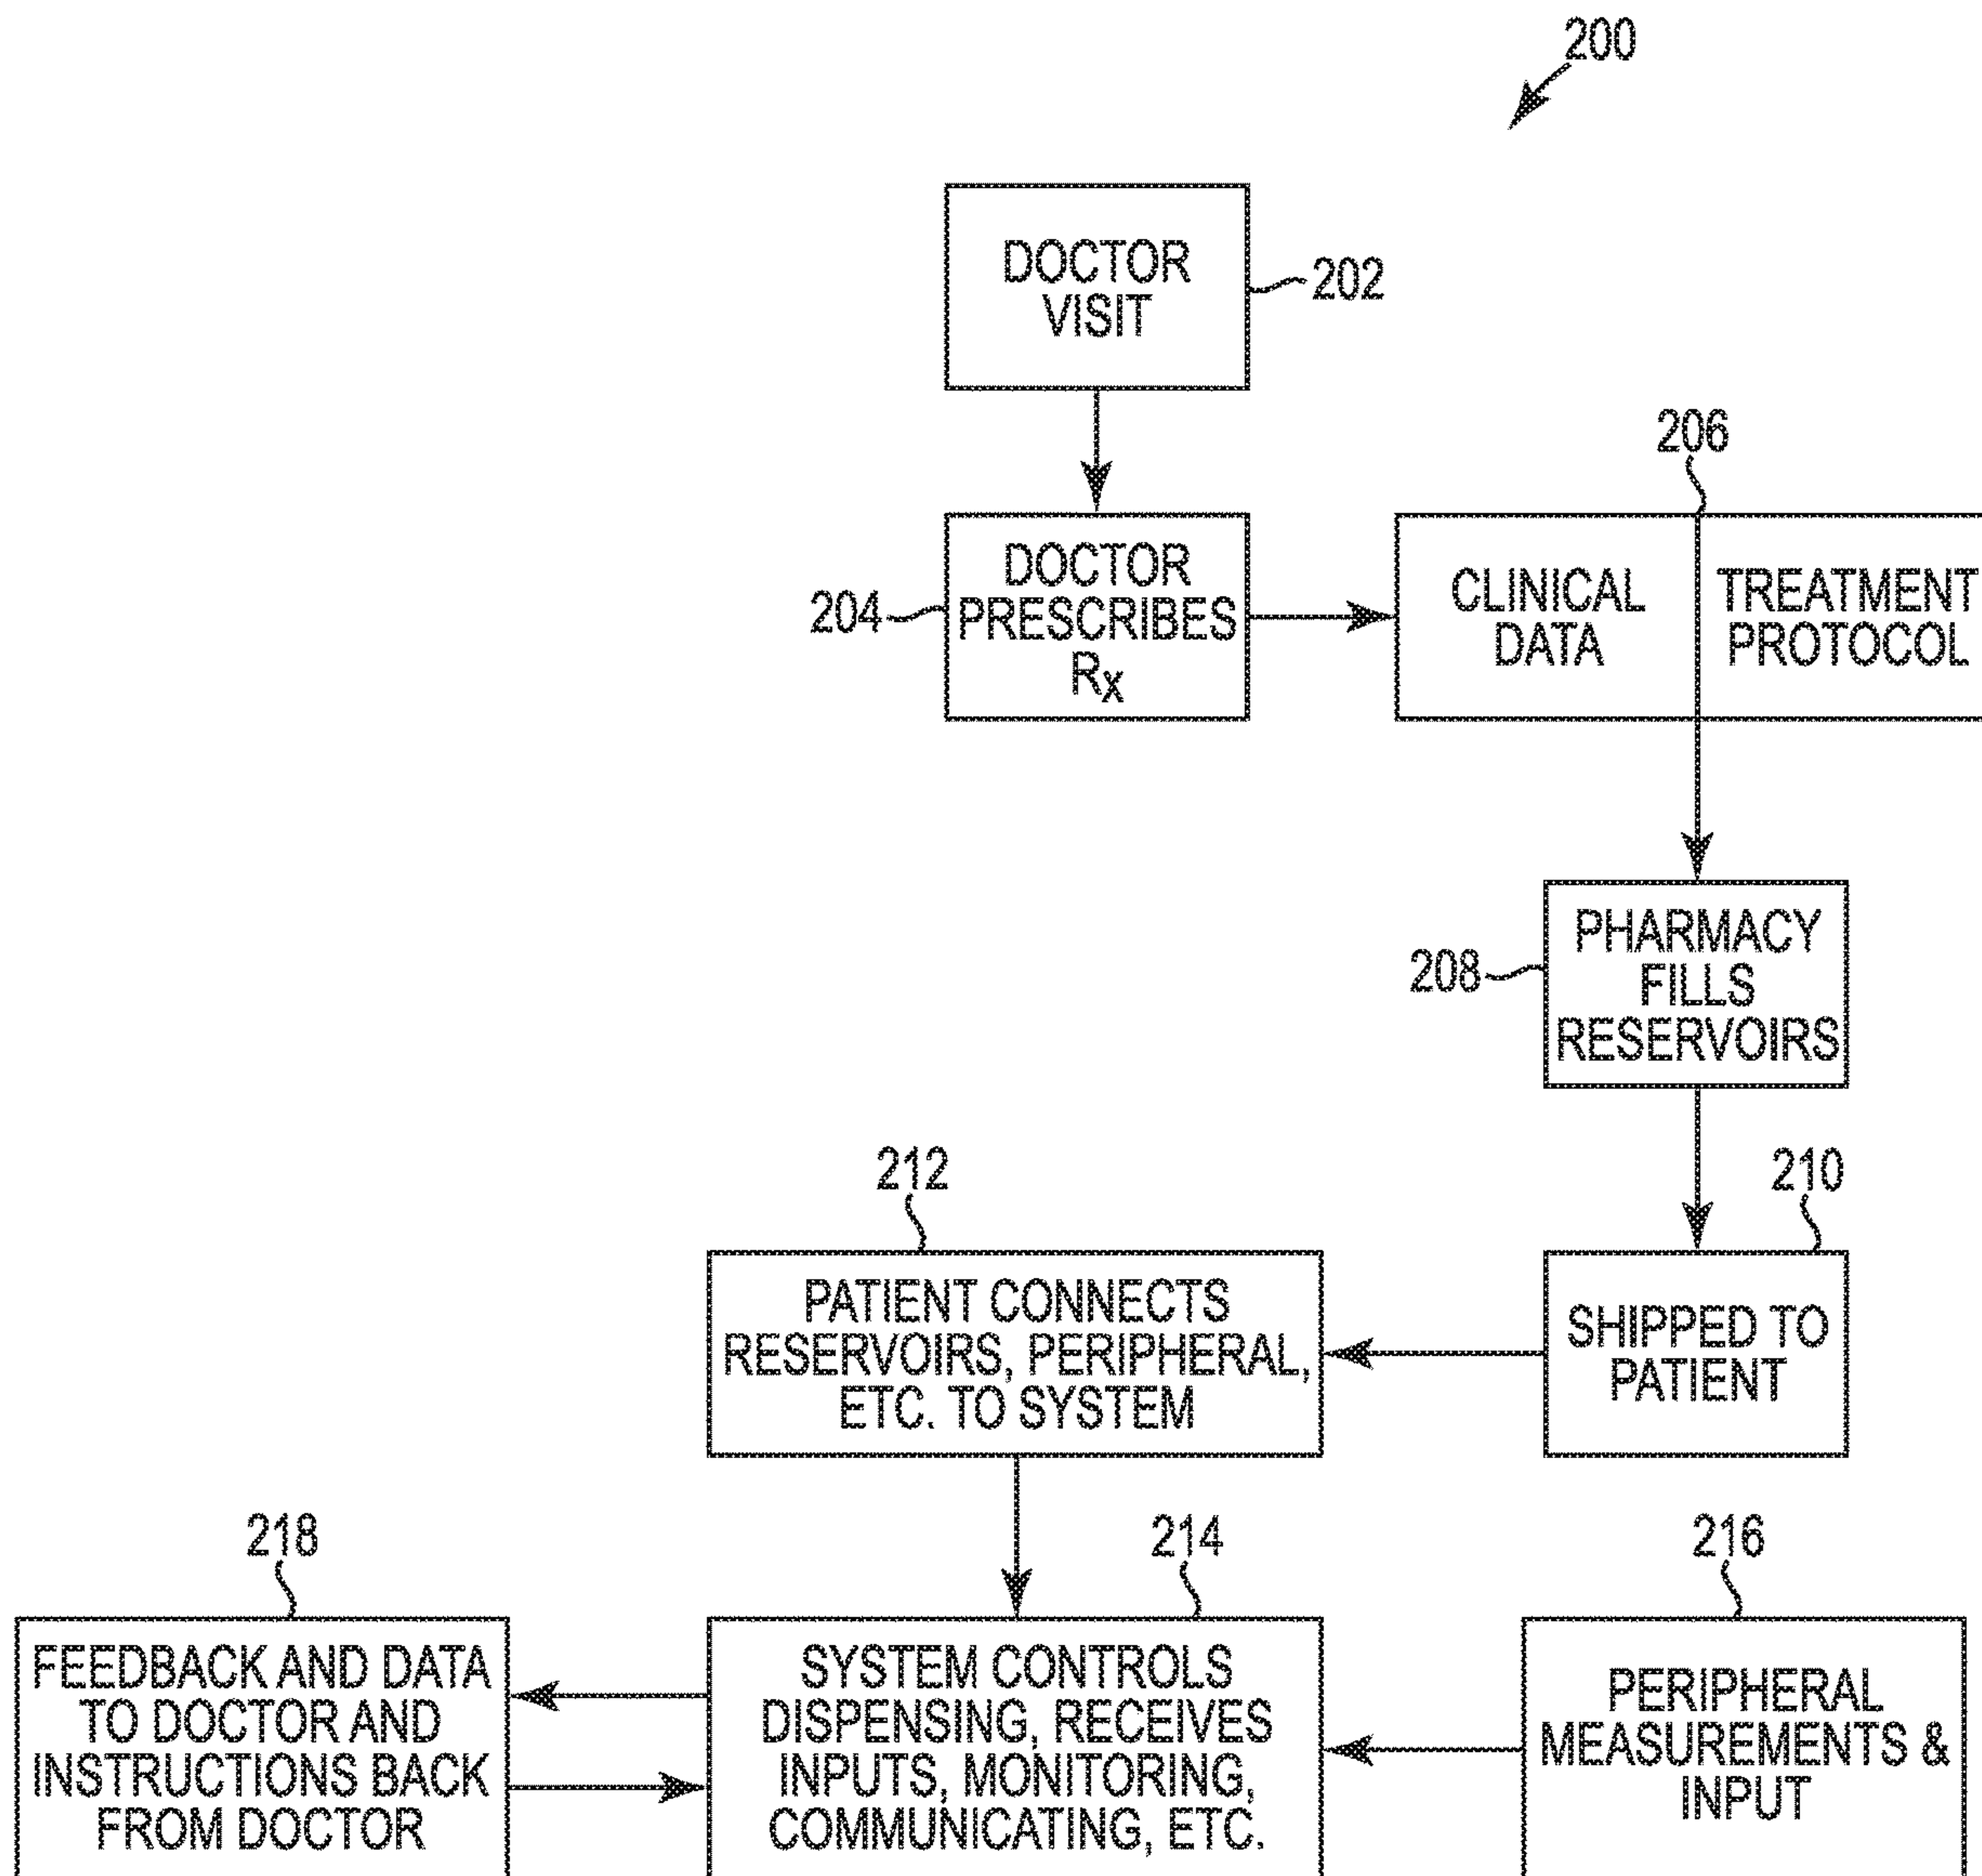 200
DOCTOR
VISIT
202
206
204
DOCTOR
PRESCRIBES
Rx
CLINICAL
DATA
TREATMENT
PROTOCOL
208
PHARMACY
FILLS
RESERVOIRS
212
210
PATIENT CONNECTS
RESERVOIRS, PERIPHERAL,
ETC. TO SYSTEM
SHIPPED TO
PATIENT
218
214
216
FEEDBACK AND DATA
TO DOCTOR AND
INSTRUCTIONS BACK
FROM DOCTOR
SYSTEM CONTROLS
DISPENSING, RECEIVES
INPUTS, MONITORING,
COMMUNICATING, ETC.
PERIPHERAL
MEASUREMENTS &
INPUT